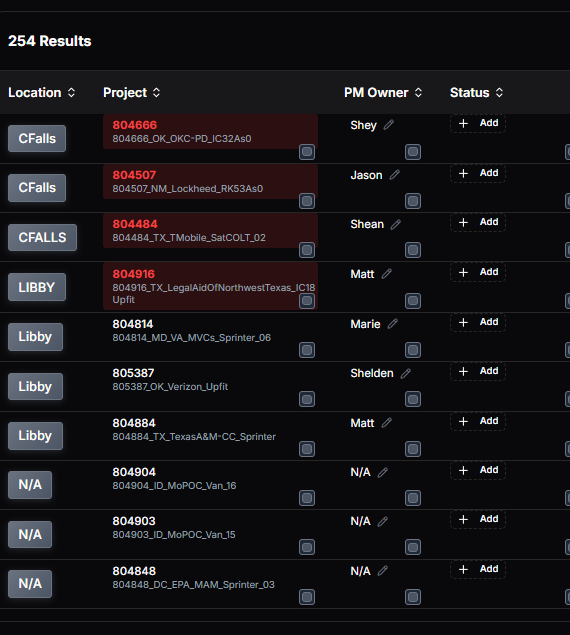 254 Results
Location Project PM Owner Status
CFalls 804666 Shey + Add
804666_OK_OKC-PD_IC32As0
CFalls 804507 Jason + Add
804507_NM_Lockheed_RK53As0
CFALLS 804484 Shean + Add
804484_TX_TMobile_SatCOLT_02
LIBBY 804916 Matt + Add
804916_TX_LegalAidOfNorthwestTexas_IC18
Upfit
Libby 804814 Marie + Add
804814_MD_VA_MVCs_Sprinter_06
Libby 805387 Shelden + Add
805387_OK_Verizon_Upfit
Libby 804884 Matt + Add
804884_TX_TexasA&M-CC_Sprinter
N/A 804904 N/A + Add
804904_ID_MoPOC_Van_16
N/A 804903 N/A + Add
804903_ID_MoPOC_Van_15
N/A 804848 N/A + Add
804848_DC_EPA_MAM_Sprinter_03